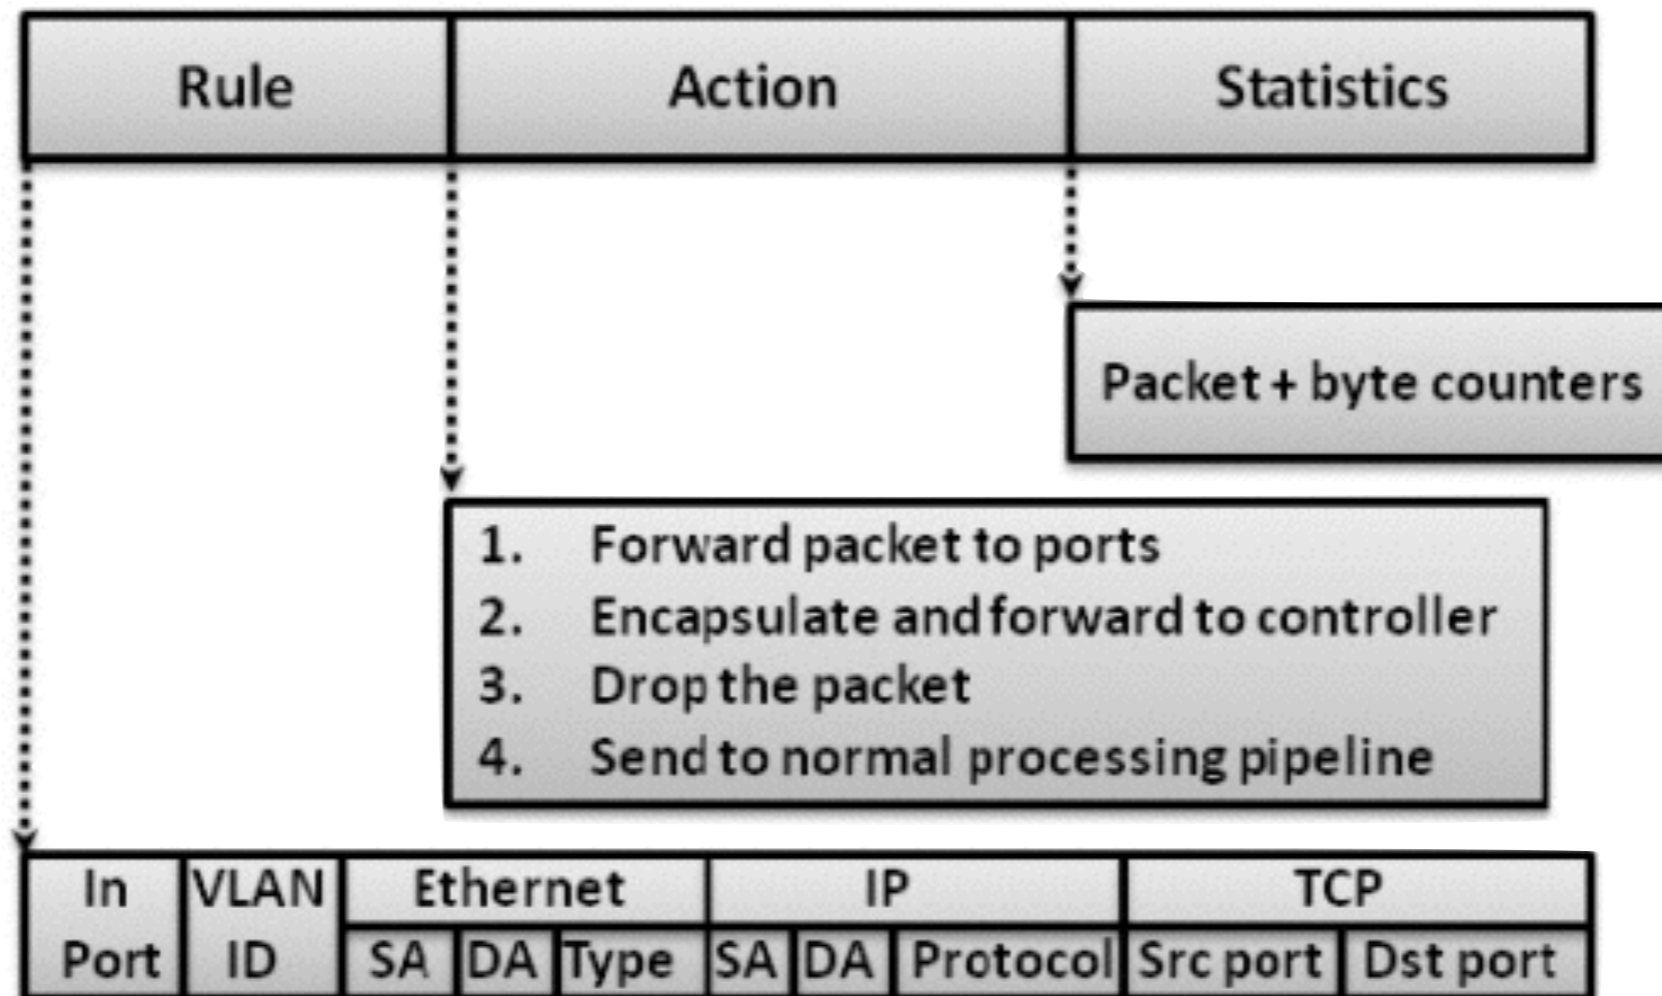 Rule Action Statistics
Packet + byte counters
1. Forward packet to ports
2. Encapsulate and forward to controller
3. Drop the packet
4. Send to normal processing pipeline
In Port VLAN ID Ethernet IP TCP
SA DA Type SA DA Protocol Src port Dst port